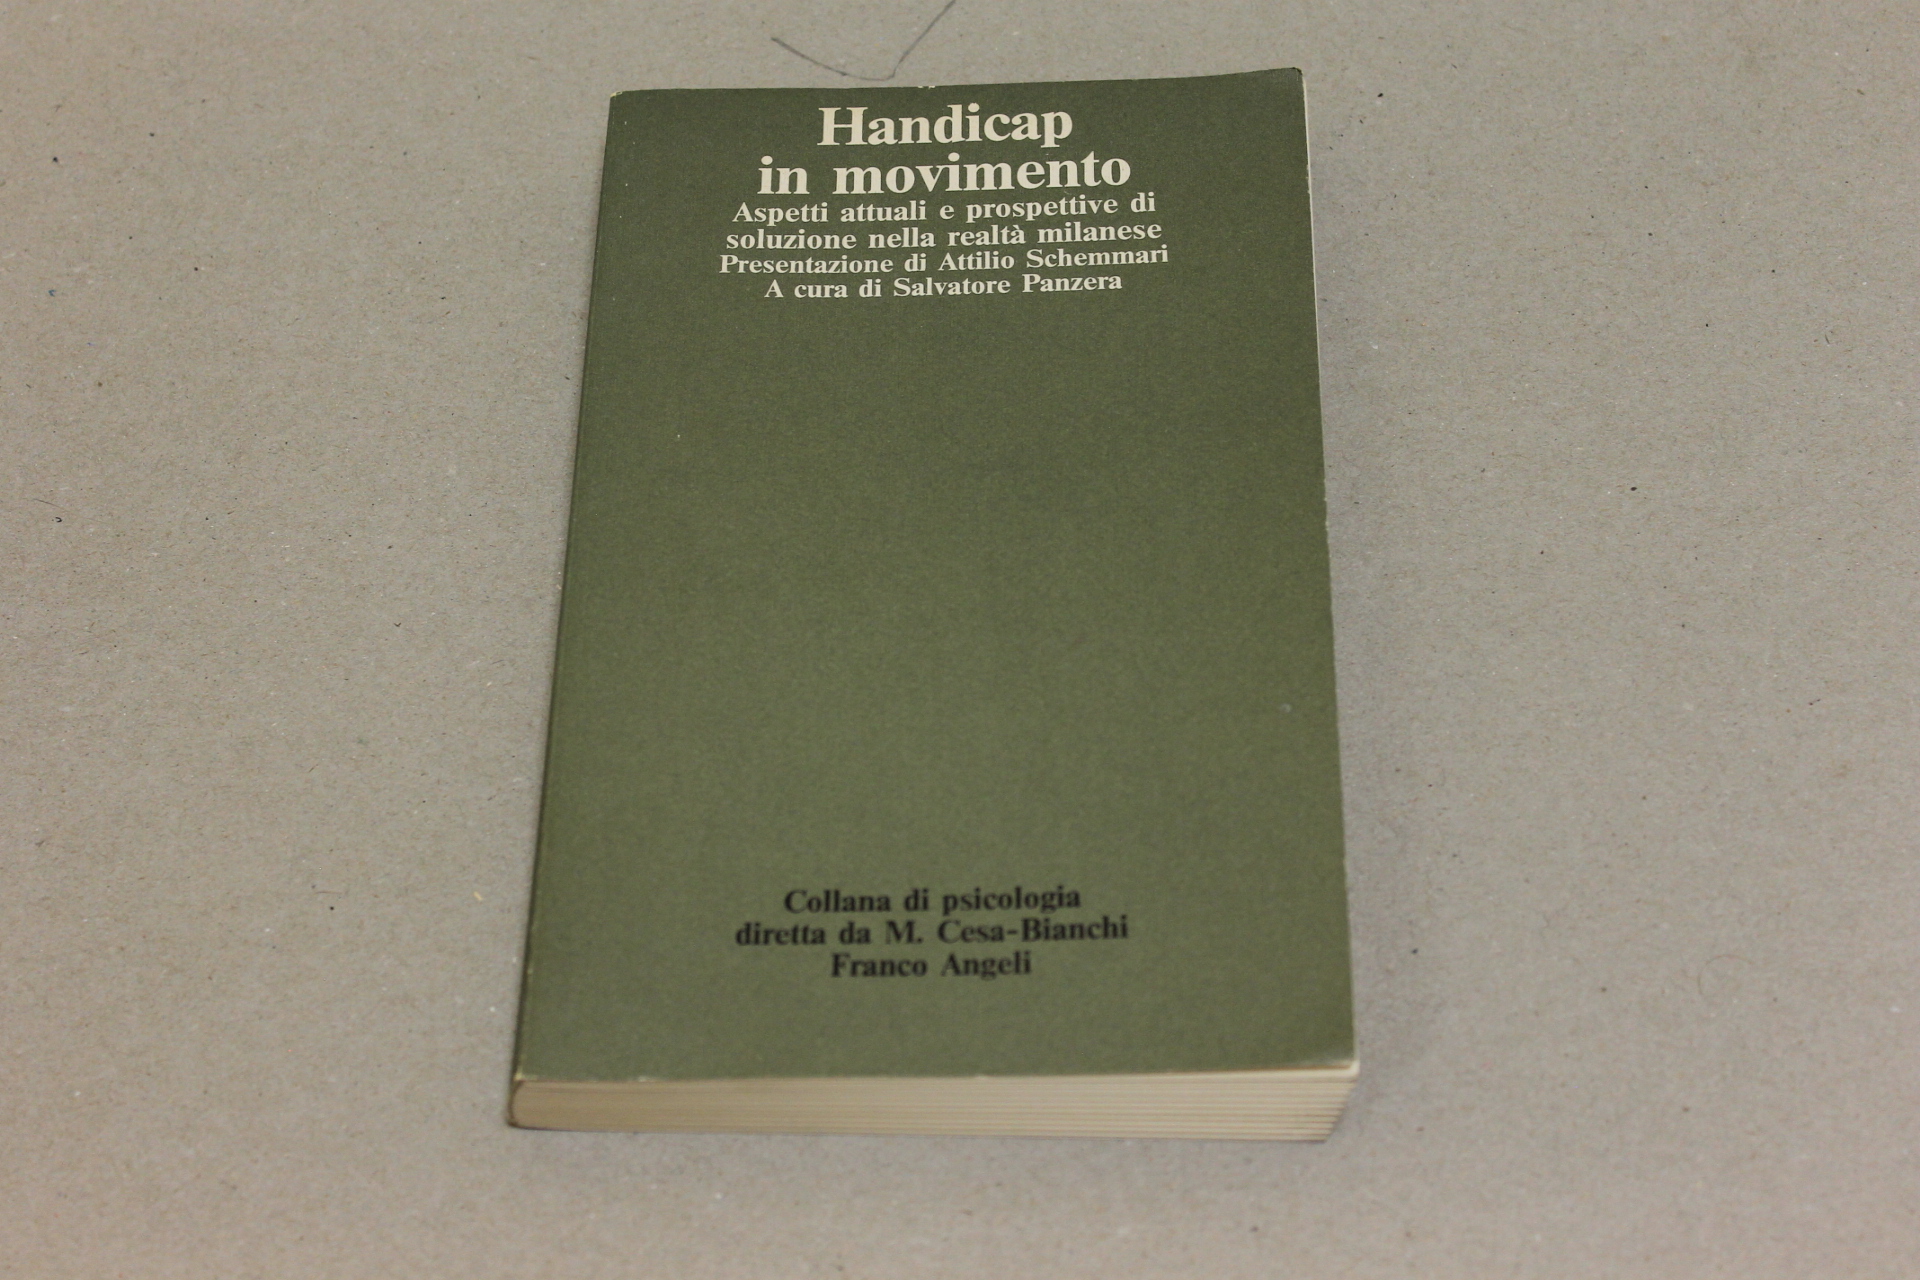 Handicap
in movimento
Aspetti attuali e prospettive di
soluzione nella realtà milanese
Presentazione di Attilio Schemmari
A cura di Salvatore Panzera
Collana di psicologia
diretta da M. Cesa-Bianchi
Franco Angeli